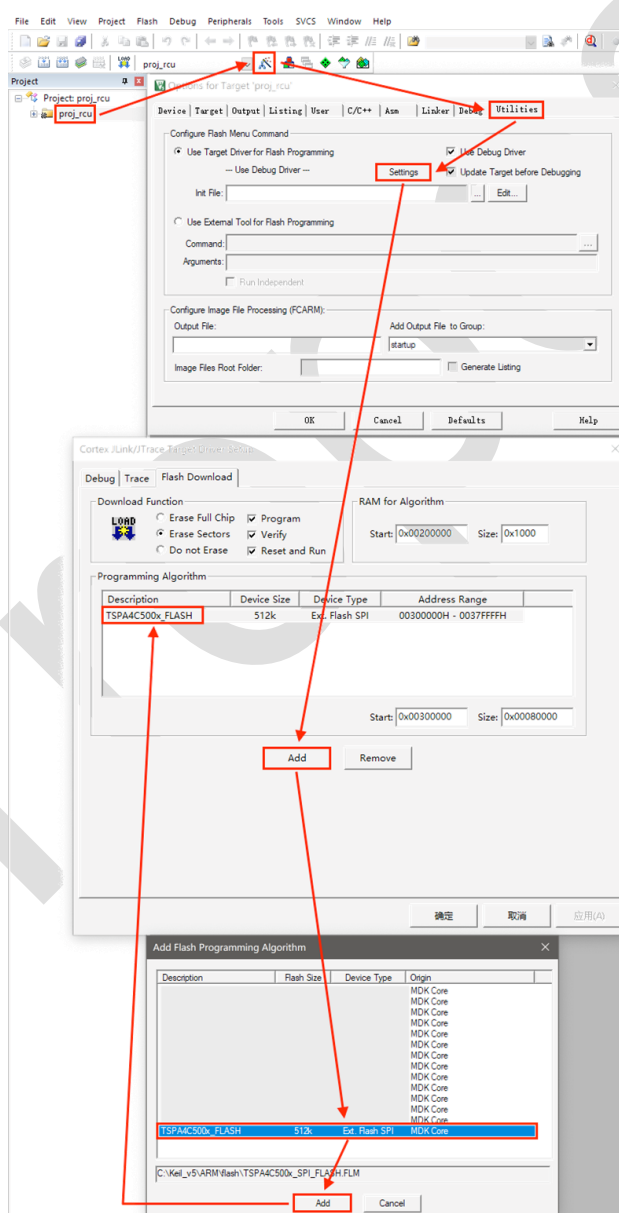 File Edit View Project Flash Debug Peripherals Tools SVCS Window Help
proj_rcu
Project
Project: proj_rcu
proj_rcu
Options for Target 'proj_rcu'
Device Target Output Listing User C/C++ Asm Linker Debug Utilities
Configure Flash Menu Command
Use Target Driver for Flash Programming
Use Debug Driver
-- Use Debug Driver --
Settings
Update Target before Debugging
Init File:
...
Edit...
Use External Tool for Flash Programming
Command:
...
Arguments:
Run Independent
Configure Image File Processing (FCARM):
Output File:
Add Output File to Group:
startup
Image Files Root Folder:
Generate Listing
OK Cancel Defaults Help
Cortex JLink/JTrace Target Driver Setup
Debug Trace Flash Download
Download Function
RAM for Algorithm
LOAD
Erase Full Chip Program
Erase Sectors Verify
Start: 0x00200000 Size: 0x1000
Do not Erase Reset and Run
Programming Algorithm
Description Device Size Device Type Address Range
TSPA4C500x_FLASH 512k Ext. Flash SPI 00300000H - 0037FFFFH
Start: 0x00300000 Size: 0x00080000
Add Remove
确定 取消 应用(A)
Add Flash Programming Algorithm
Description Flash Size Device Type Origin
MDK Core
MDK Core
MDK Core
MDK Core
MDK Core
MDK Core
MDK Core
MDK Core
MDK Core
MDK Core
MDK Core
MDK Core
MDK Core
TSPA4C500x_FLASH 512k Ext. Flash SPI MDK Core
C:\Keil_v5\ARM\flash\TSPA4C500x_SPI_FLASH.FLM
Add Cancel